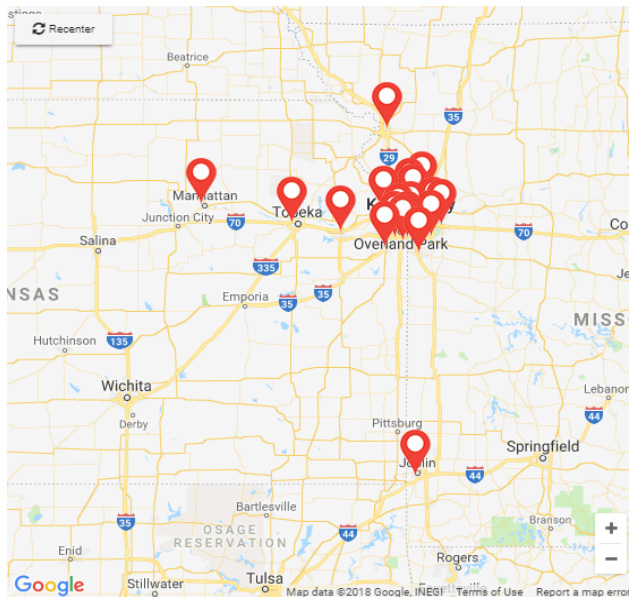 Recenter
Beatrice
35
29
Manhattan
Topeka
Junction City
70
Overland Park
Salina
70
335
35
35
Emporia
Hutchinson
135
MISS
Wichita
Derby
Lebanon
Pittsburg
44
Springfield
Joplin
44
Bartlesville
35
OSAGE
RESERVATION
44
Branson
Enid
Rogers
Stillwater
Tulsa
Google
Map data ©2018 Google, INEGI
Terms of Use
Report a map error
+
−